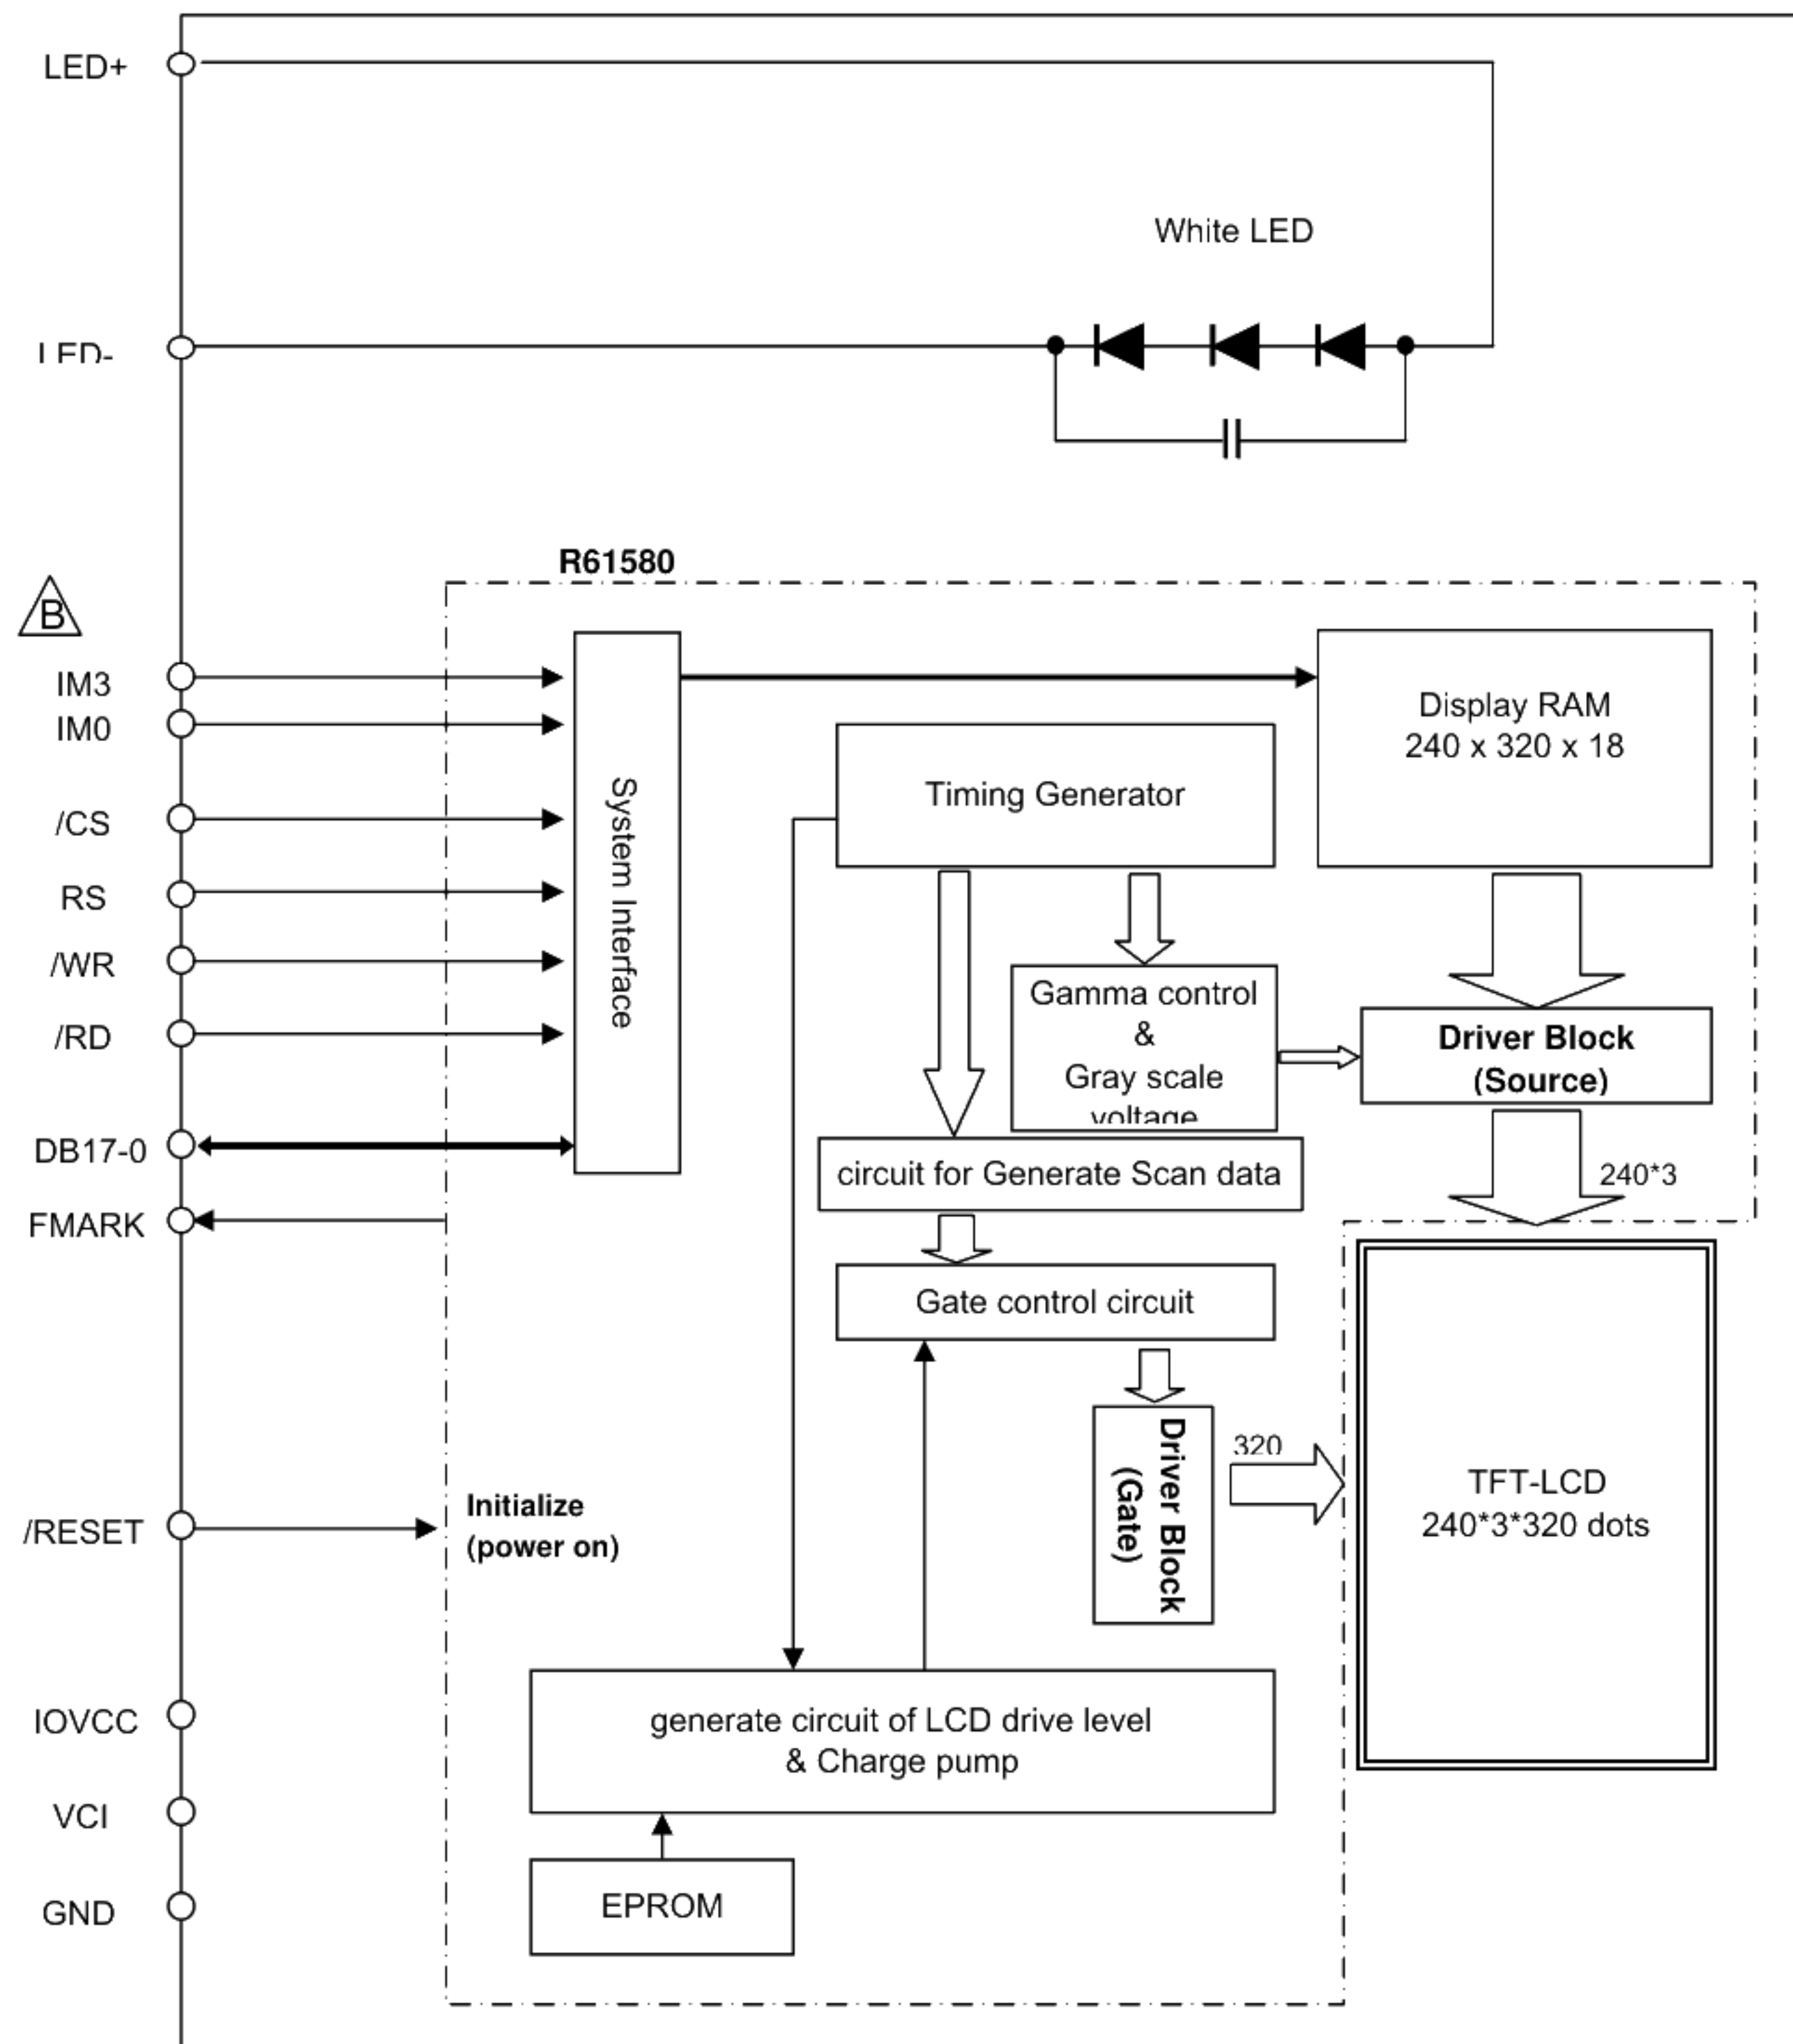 LED+
White LED
LED-
R61580
B
IM3
IM0
/CS
RS
/WR
/RD
DB17-0
FMARK
/RESET
IOVCC
VCI
GND
System Interface
Display RAM
240 x 320 x 18
Timing Generator
Gamma control
&
Gray scale
voltage
Driver Block
(Source)
240*3
circuit for Generate Scan data
Gate control circuit
Driver Block
(Gate)
320
TFT-LCD
240*3*320 dots
Initialize
(power on)
generate circuit of LCD drive level
& Charge pump
EPROM